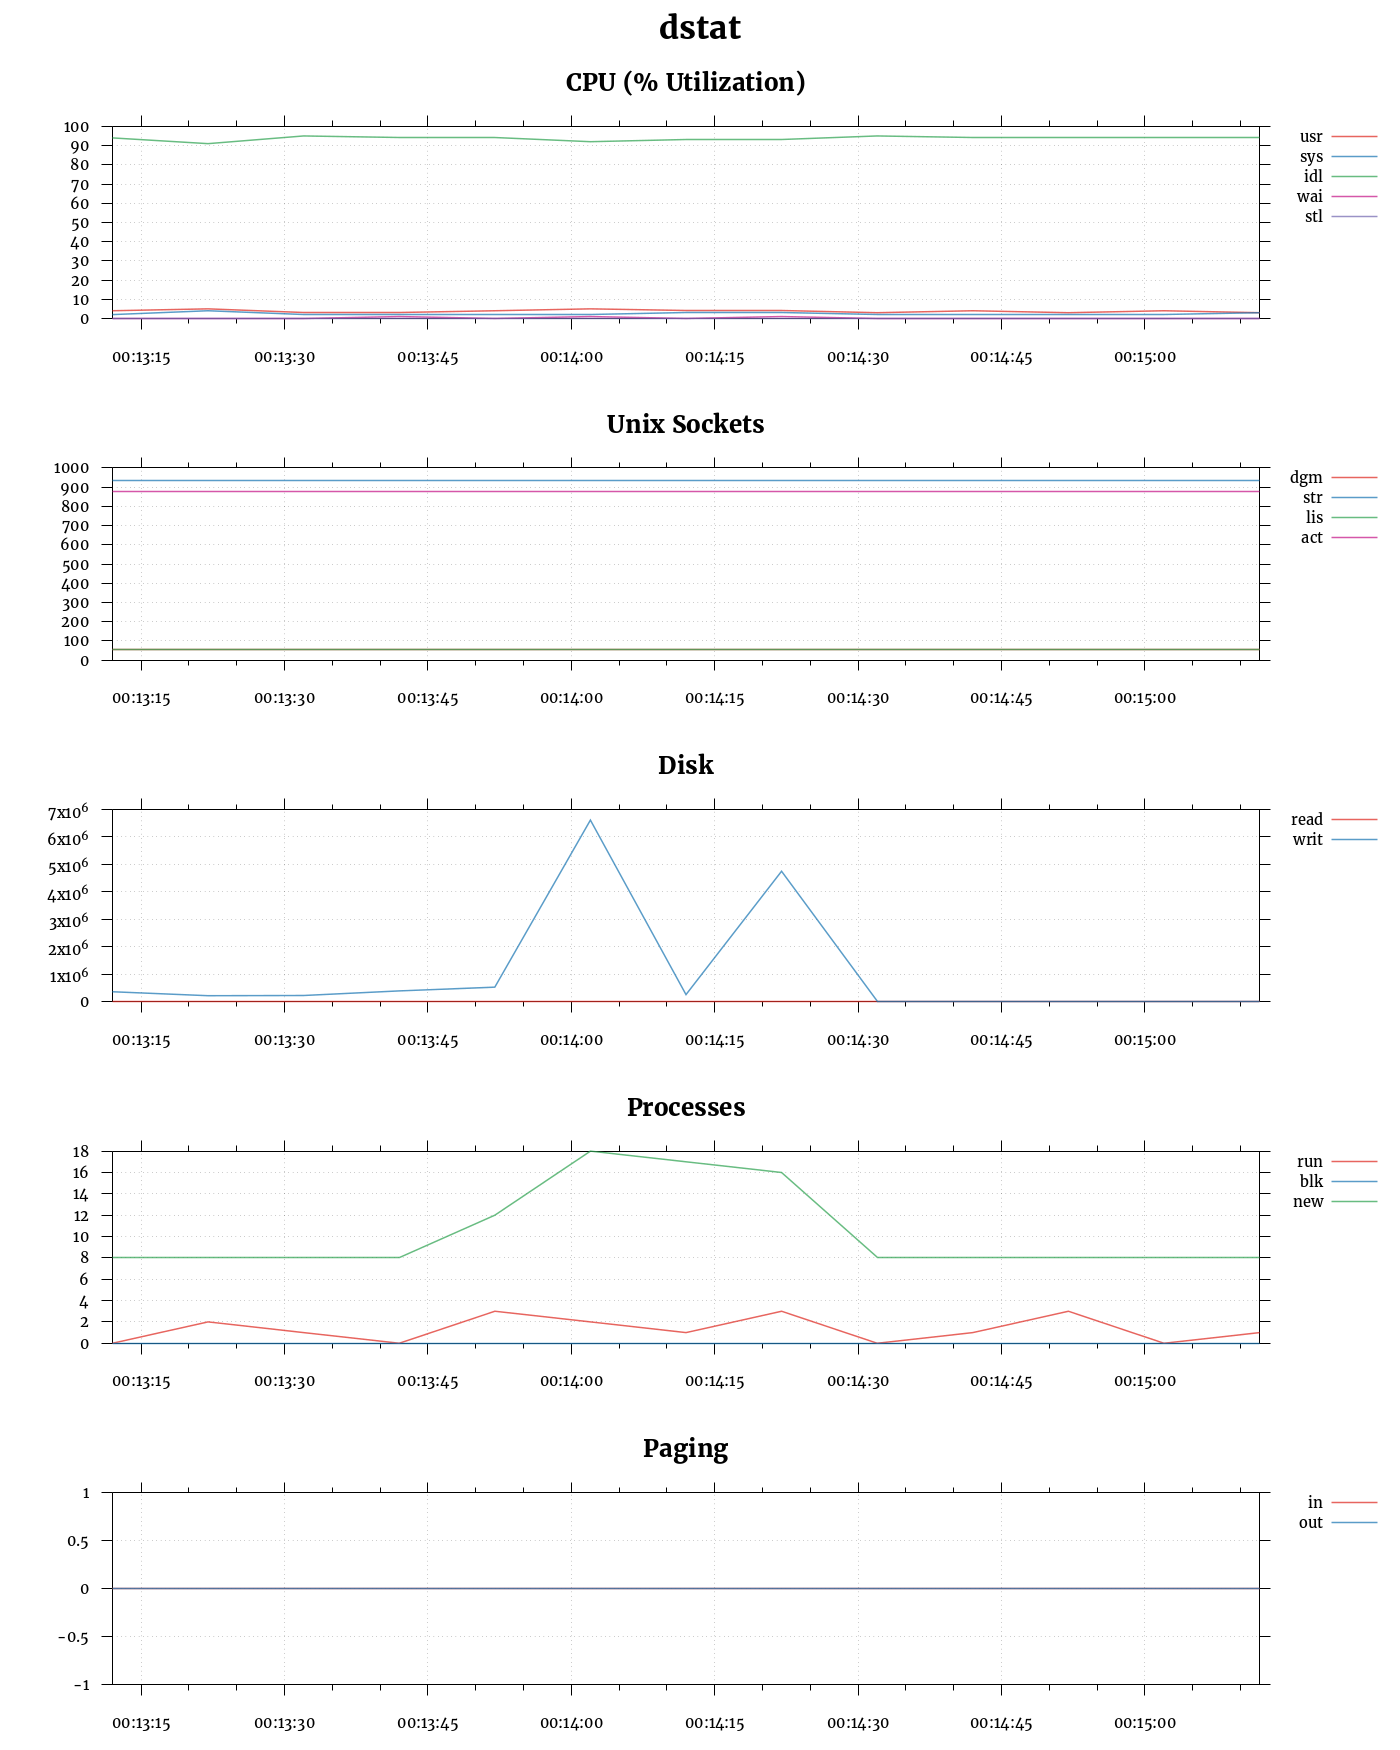 dstat
CPU (% Utilization)
100
90
80
70
60
50
40
30
20
10
0
usr
sys
idl
wai
stl
00:13:15 00:13:30 00:13:45 00:14:00 00:14:15 00:14:30 00:14:45 00:15:00
Unix Sockets
1000
900
800
700
600
500
400
300
200
100
0
dgm
str
lis
act
00:13:15 00:13:30 00:13:45 00:14:00 00:14:15 00:14:30 00:14:45 00:15:00
Disk
7x10⁶
6x10⁶
5x10⁶
4x10⁶
3x10⁶
2x10⁶
1x10⁶
0
read
writ
00:13:15 00:13:30 00:13:45 00:14:00 00:14:15 00:14:30 00:14:45 00:15:00
Processes
18
16
14
12
10
8
6
4
2
0
run
blk
new
00:13:15 00:13:30 00:13:45 00:14:00 00:14:15 00:14:30 00:14:45 00:15:00
Paging
1
0.5
0
-0.5
-1
in
out
00:13:15 00:13:30 00:13:45 00:14:00 00:14:15 00:14:30 00:14:45 00:15:00